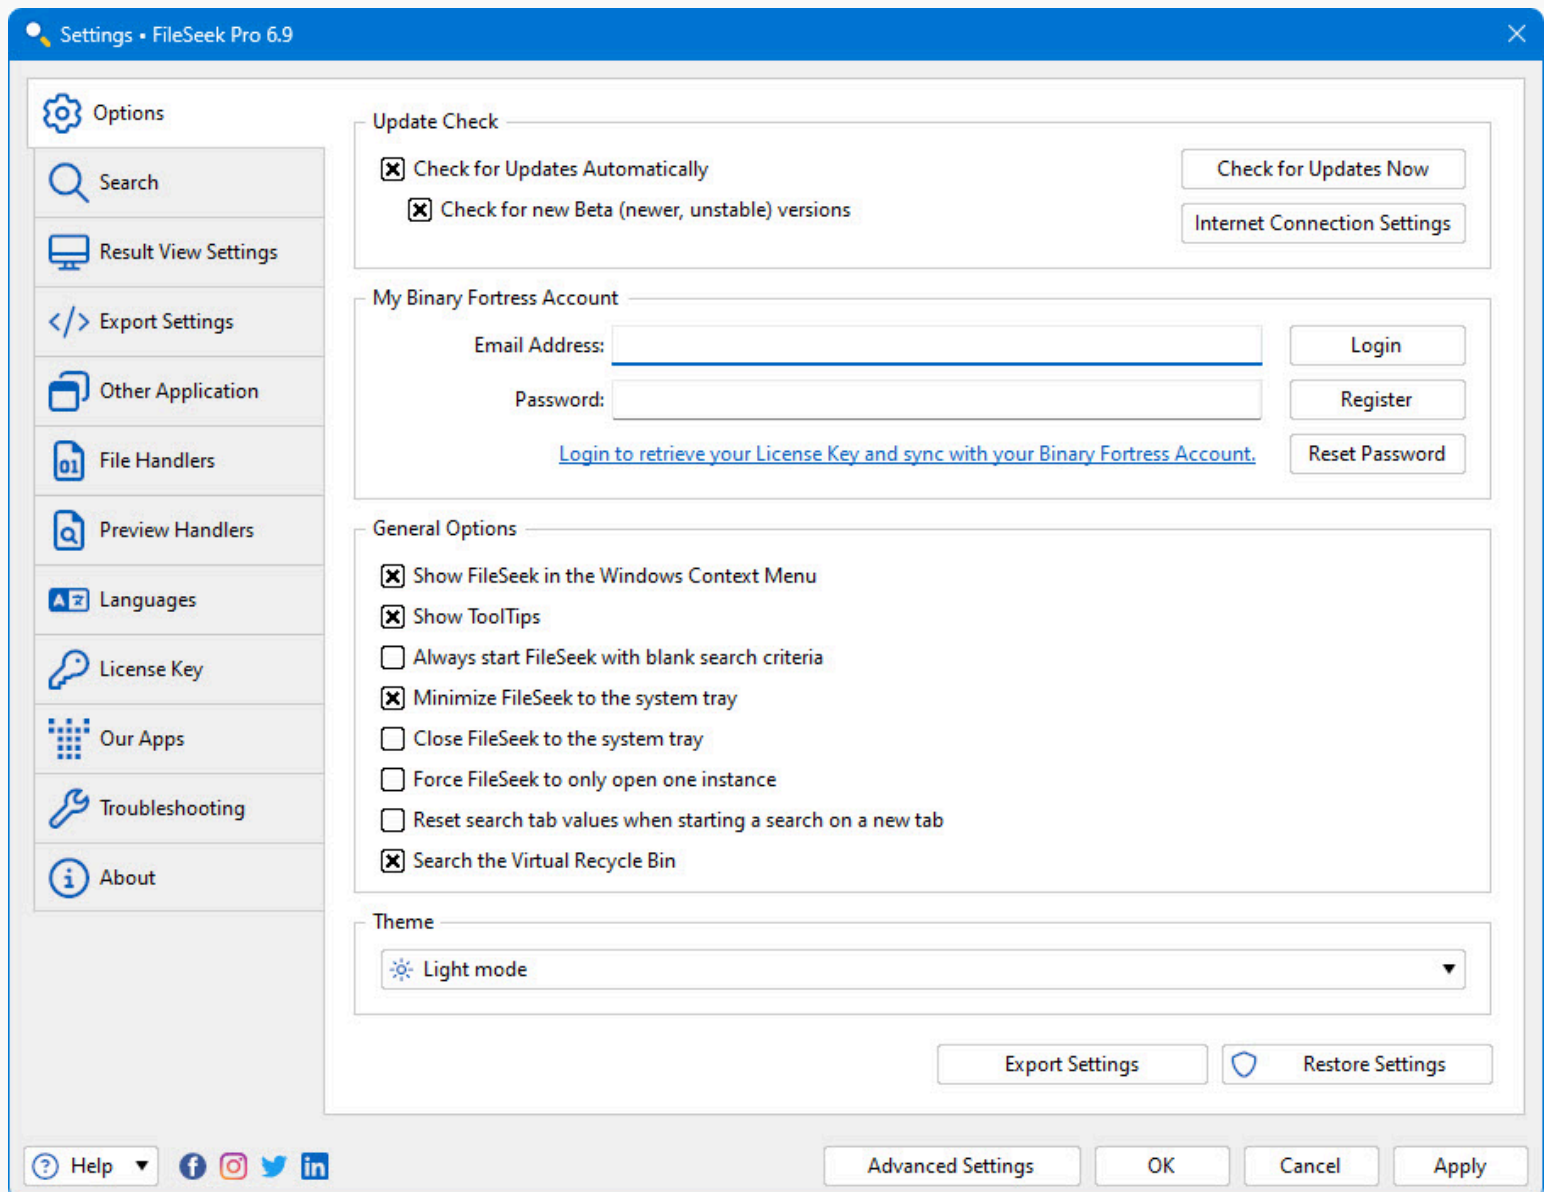 Settings • FileSeek Pro 6.9
Options
Search
Result View Settings
</> Export Settings
Other Application
01 File Handlers
Preview Handlers
A Languages
License Key
Our Apps
Troubleshooting
i About
Update Check
Check for Updates Automatically
Check for Updates Now
Check for new Beta (newer, unstable) versions
Internet Connection Settings
My Binary Fortress Account
Email Address:
Login
Password:
Register
Login to retrieve your License Key and sync with your Binary Fortress Account.
Reset Password
General Options
Show FileSeek in the Windows Context Menu
Show ToolTips
Always start FileSeek with blank search criteria
Minimize FileSeek to the system tray
Close FileSeek to the system tray
Force FileSeek to only open one instance
Reset search tab values when starting a search on a new tab
Search the Virtual Recycle Bin
Theme
Light mode
Export Settings
Restore Settings
? Help
f
in
Advanced Settings
OK
Cancel
Apply